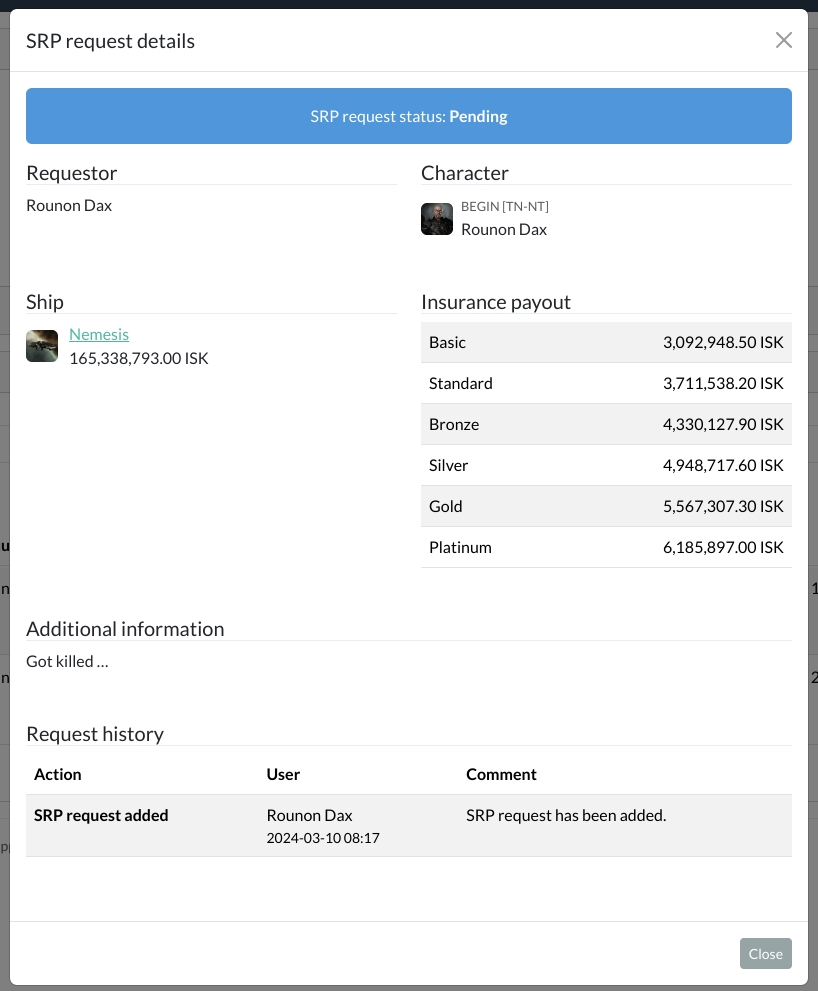 SRP request details
SRP request status: Pending
Requestor
Rounon Dax
Character
BEGIN [TN-NT]
Rounon Dax
Ship
Nemesis
165,338,793.00 ISK
Insurance payout
Basic 3,092,948.50 ISK
Standard 3,711,538.20 ISK
Bronze 4,330,127.90 ISK
Silver 4,948,717.60 ISK
Gold 5,567,307.30 ISK
Platinum 6,185,897.00 ISK
Additional information
Got killed ...
Request history
Action User Comment
SRP request added Rounon Dax SRP request has been added.
2024-03-10 08:17
Close